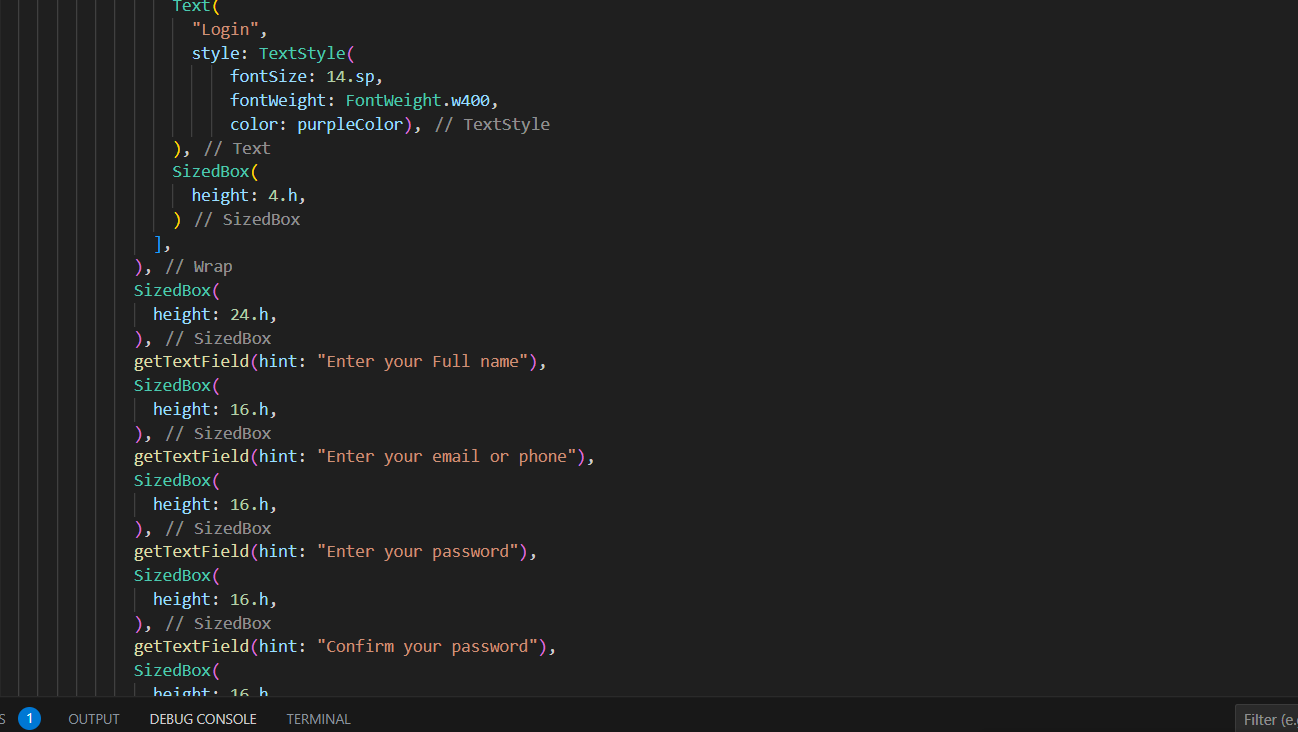 Text(
"Login",
style: TextStyle(
fontSize: 14.sp,
fontWeight: FontWeight.w400,
color: purpleColor), // TextStyle
), // Text
SizedBox(
height: 4.h,
) // SizedBox
],
), // Wrap
SizedBox(
height: 24.h,
), // SizedBox
getTextField(hint: "Enter your Full name"),
SizedBox(
height: 16.h,
), // SizedBox
getTextField(hint: "Enter your email or phone"),
SizedBox(
height: 16.h,
), // SizedBox
getTextField(hint: "Enter your password"),
SizedBox(
height: 16.h,
), // SizedBox
getTextField(hint: "Confirm your password"),
SizedBox(
height: 16.h
S 1 OUTPUT DEBUG CONSOLE TERMINAL Filter (e.